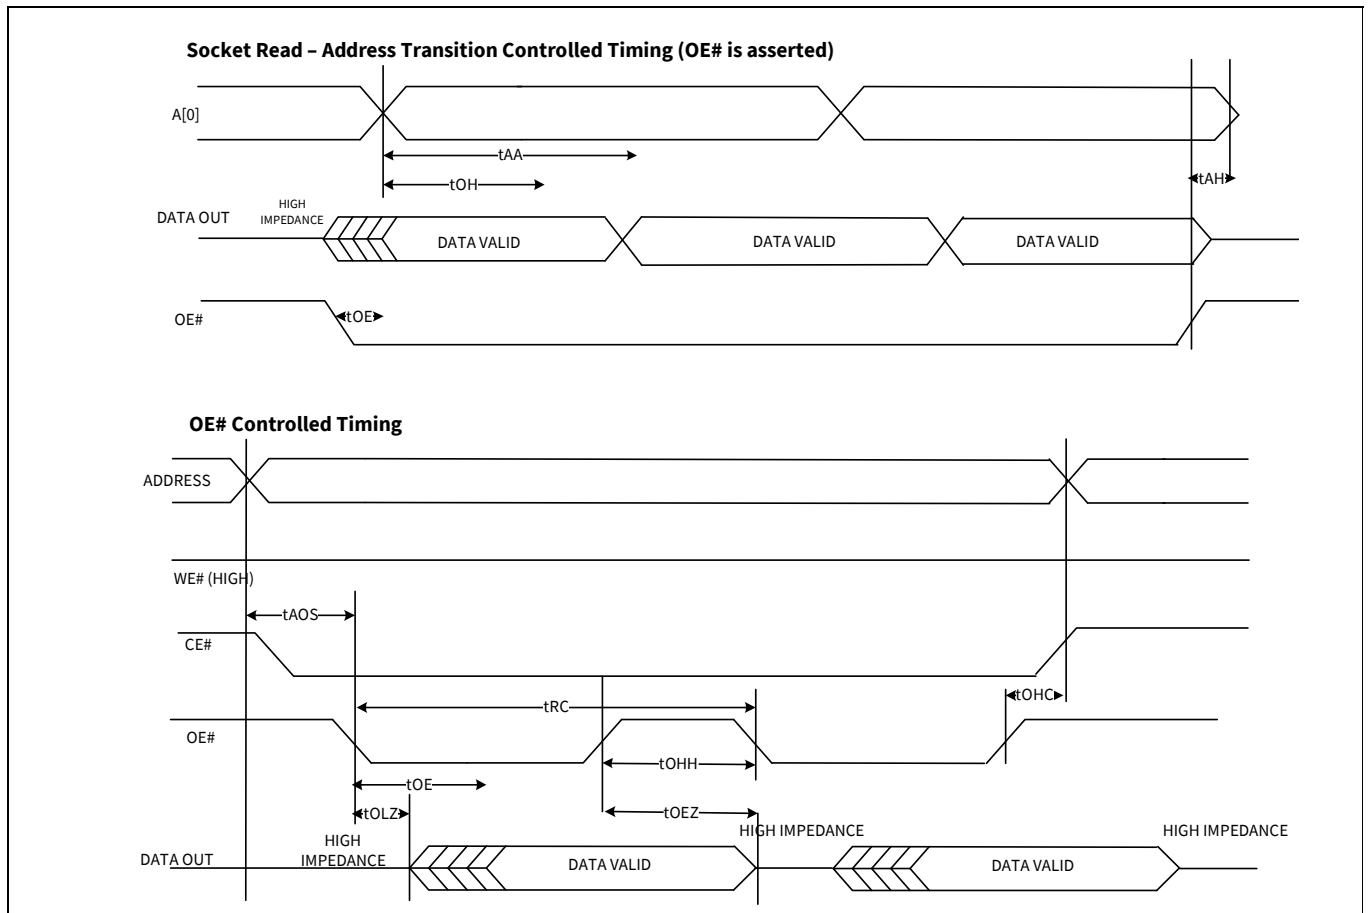 Socket Read – Address Transition Controlled Timing (OE# is asserted)
A[0]
tAA
tOH
tAH
DATA OUT
HIGH
IMPEDANCE
DATA VALID
DATA VALID
DATA VALID
OE#
tOE
OE# Controlled Timing
ADDRESS
WE# (HIGH)
tAOS
CE#
tOHC
tRC
OE#
tOHH
tOE
tOLZ
tOEZ
HIGH IMPEDANCE
HIGH IMPEDANCE
HIGH
IMPEDANCE
DATA OUT
DATA VALID
DATA VALID